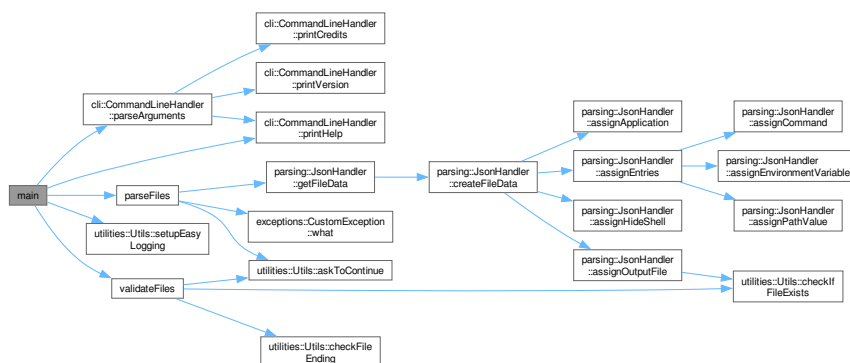 cli::CommandLineHandler
::printCredits
cli::CommandLineHandler
::printVersion
cli::CommandLineHandler
::parseArguments
cli::CommandLineHandler
::printHelp
parsing::JsonHandler
::assignApplication
parsing::JsonHandler
::assignCommand
main
parseFiles
parsing::JsonHandler
::getFileData
parsing::JsonHandler
::createFileData
parsing::JsonHandler
::assignEntries
parsing::JsonHandler
::assignEnvironmentVariable
utilities::Utils::setupEasy
Logging
exceptions::CustomException
::what
parsing::JsonHandler
::assignHideShell
parsing::JsonHandler
::assignPathValue
utilities::Utils::askToContinue
parsing::JsonHandler
::assignOutputFile
validateFiles
utilities::Utils::checkIf
FileExists
utilities::Utils::checkFile
Ending